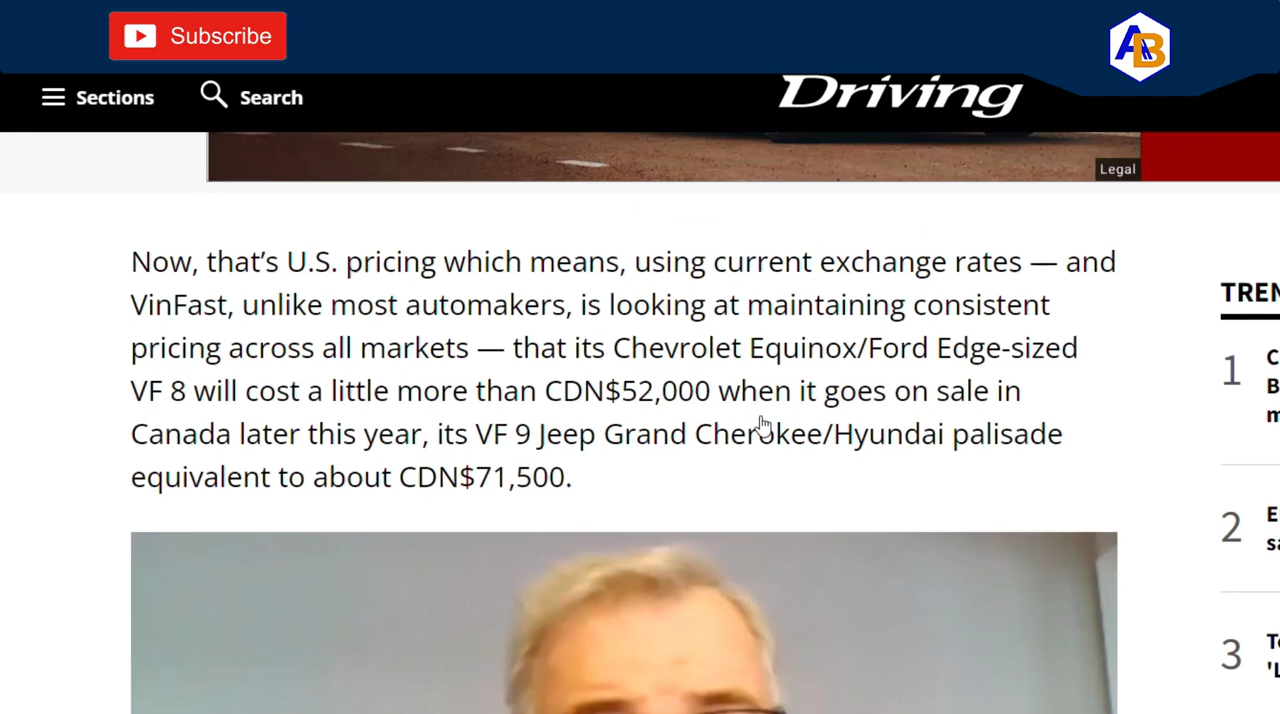 Subscribe
AB
Sections
Search
Driving
Legal
Now, that's U.S. pricing which means, using current exchange rates — and
VinFast, unlike most automakers, is looking at maintaining consistent
pricing across all markets — that its Chevrolet Equinox/Ford Edge-sized
VF 8 will cost a little more than CDN$52,000 when it goes on sale in
Canada later this year, its VF 9 Jeep Grand Cherokee/Hyundai palisade
equivalent to about CDN$71,500.
TREN
1
2
3